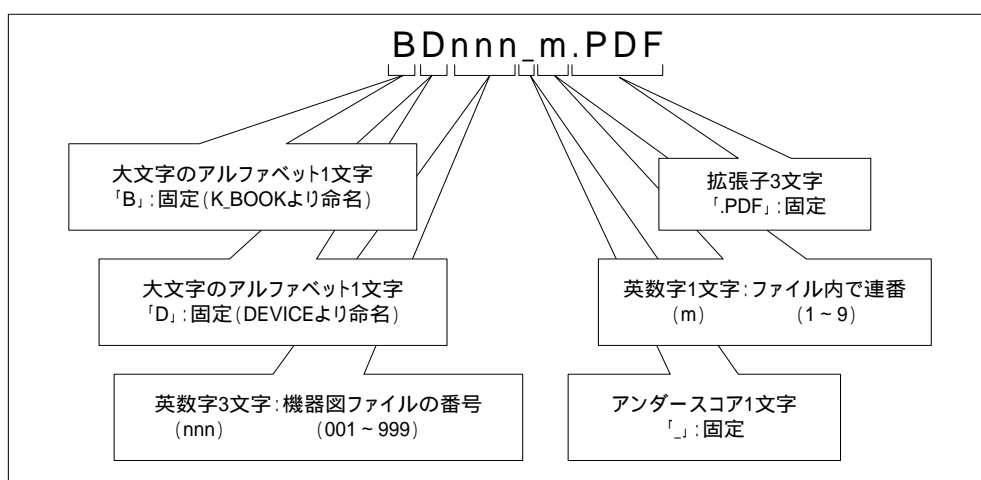 BDnnn_m.PDF
大文字のアルファベット1文字
「B」:固定(K_BOOKより命名)
拡張子3文字
「.PDF」:固定
大文字のアルファベット1文字
「D」:固定(DEVICEより命名)
英数字1文字:ファイル内で連番
(m) (1~9)
英数字3文字:機器図ファイルの番号
(nnn) (001~999)
アンダースコア1文字
「_」:固定